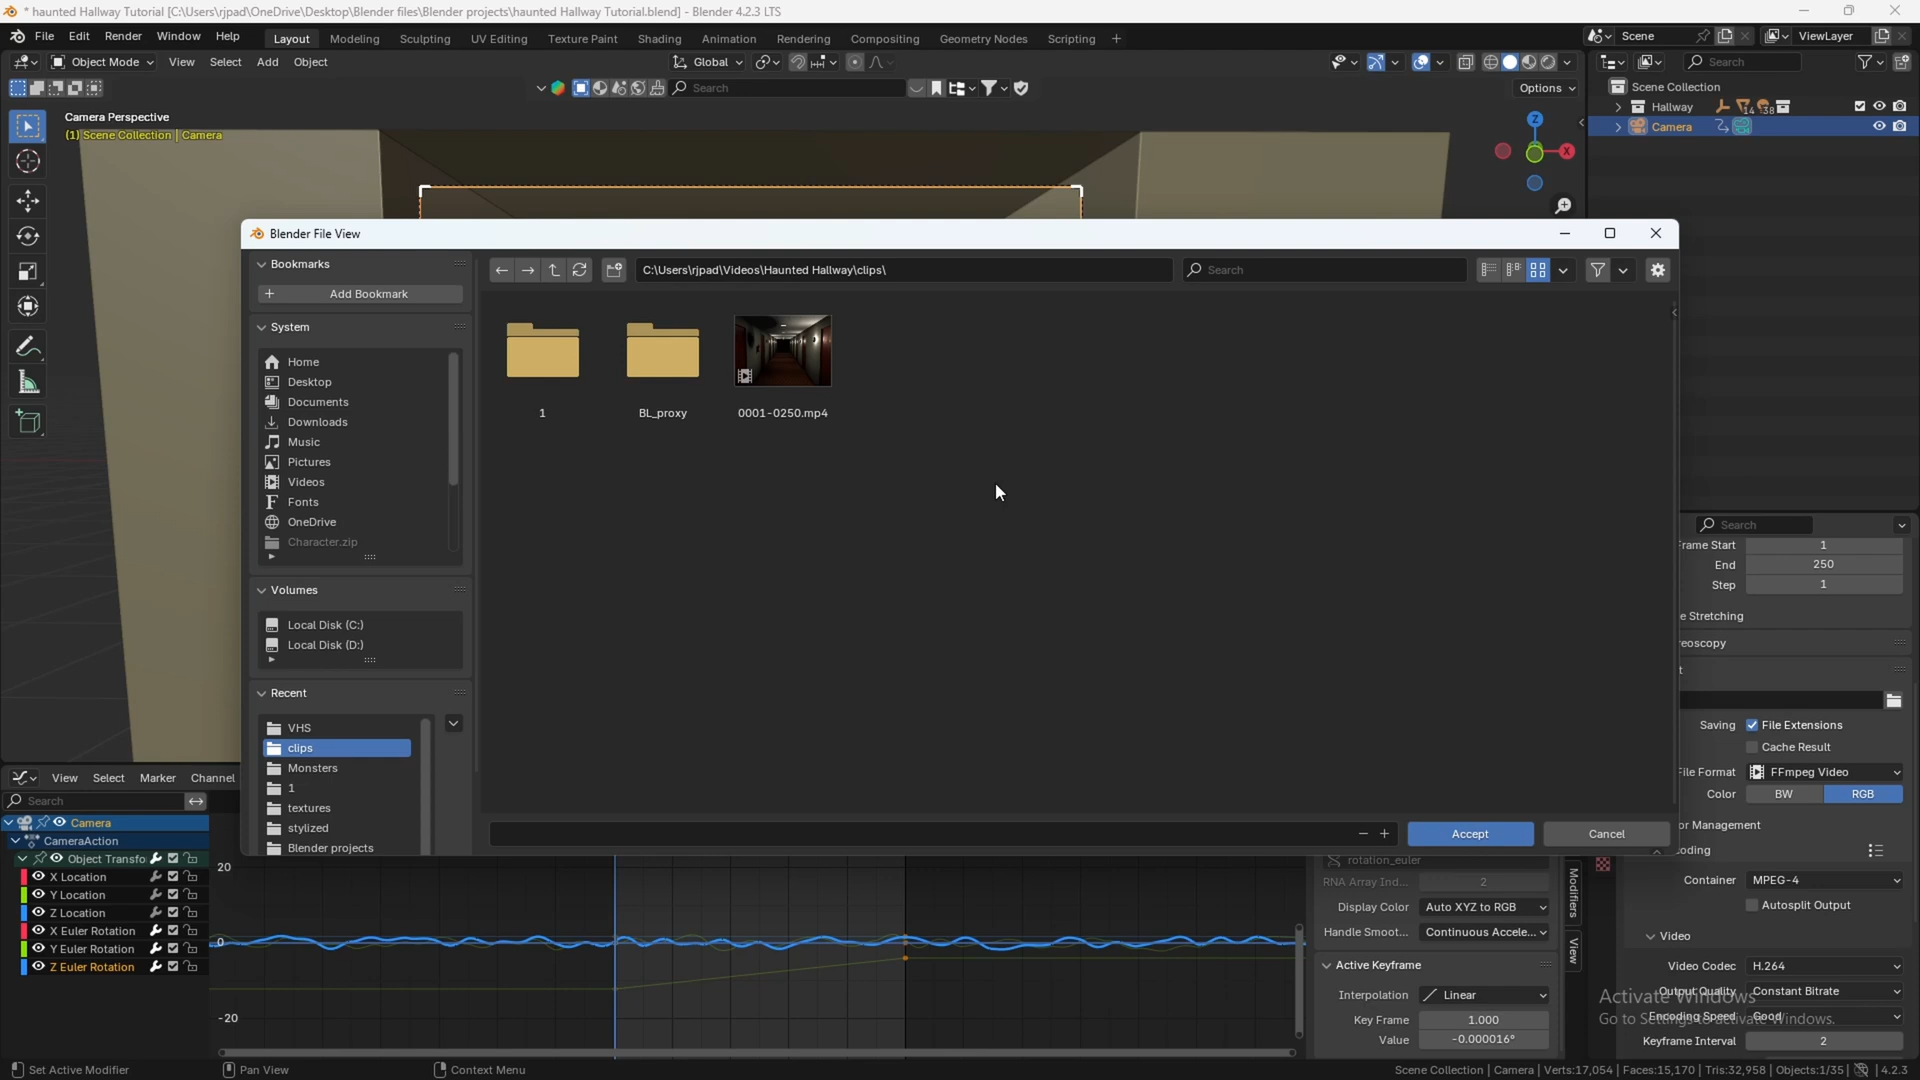 * haunted Hallway Tutorial [C:\Users\rjpad\OneDrive\Desktop\Blender files\Blender projects\haunted Hallway Tutorial.blend] - Blender 4.2.3 LTS
File Edit Render Window Help Layout Modeling Sculpting UV Editing Texture Paint Shading Animation Rendering Compositing Geometry Nodes Scripting + Scene ViewLayer
Object Mode View Select Add Object Global Search
Search Options
Scene Collection
Hallway 14 38
Camera
Camera Perspective
(1) Scene Collection | Camera
Z
X
Blender File View
Bookmarks
Add Bookmark
System
Home
Desktop
Documents
Downloads
Music
Pictures
Videos
Fonts
OneDrive
Character.zip
Volumes
Local Disk (C:)
Local Disk (D:)
Recent
VHS
clips
Monsters
1
textures
stylized
Blender projects
C:\Users\rjpad\Videos\Haunted Hallway\clips\
Search
1
BL_proxy
0001-0250.mp4
Accept
Cancel
Search
Frame Start 1
End 250
Step 1
e Stretching
reoscopy
t
Saving File Extensions
Cache Result
File Format FFmpeg Video
Color BW RGB
or Management
oding
Container MPEG-4
Autosplit Output
Video
Video Codec H.264
Output Quality Constant Bitrate
Encoding Speed Good
Keyframe Interval 2
Activate Windows
Go to Settings to activate Windows.
View Select Marker Channel
Search
Camera
CameraAction
Object Transfo
X Location
Y Location
Z Location
X Euler Rotation
Y Euler Rotation
Z Euler Rotation
20
0
-20
rotation_euler
RNA Array Ind... 2
Display Color Auto XYZ to RGB
Handle Smoot... Continuous Accele...
Active Keyframe
Interpolation Linear
Key Frame 1.000
Value -0.000016°
Modifiers
View
Set Active Modifier Pan View Context Menu
Scene Collection | Camera | Verts:17,054 | Faces:15,170 | Tris:32,958 | Objects:1/35 | 4.2.3